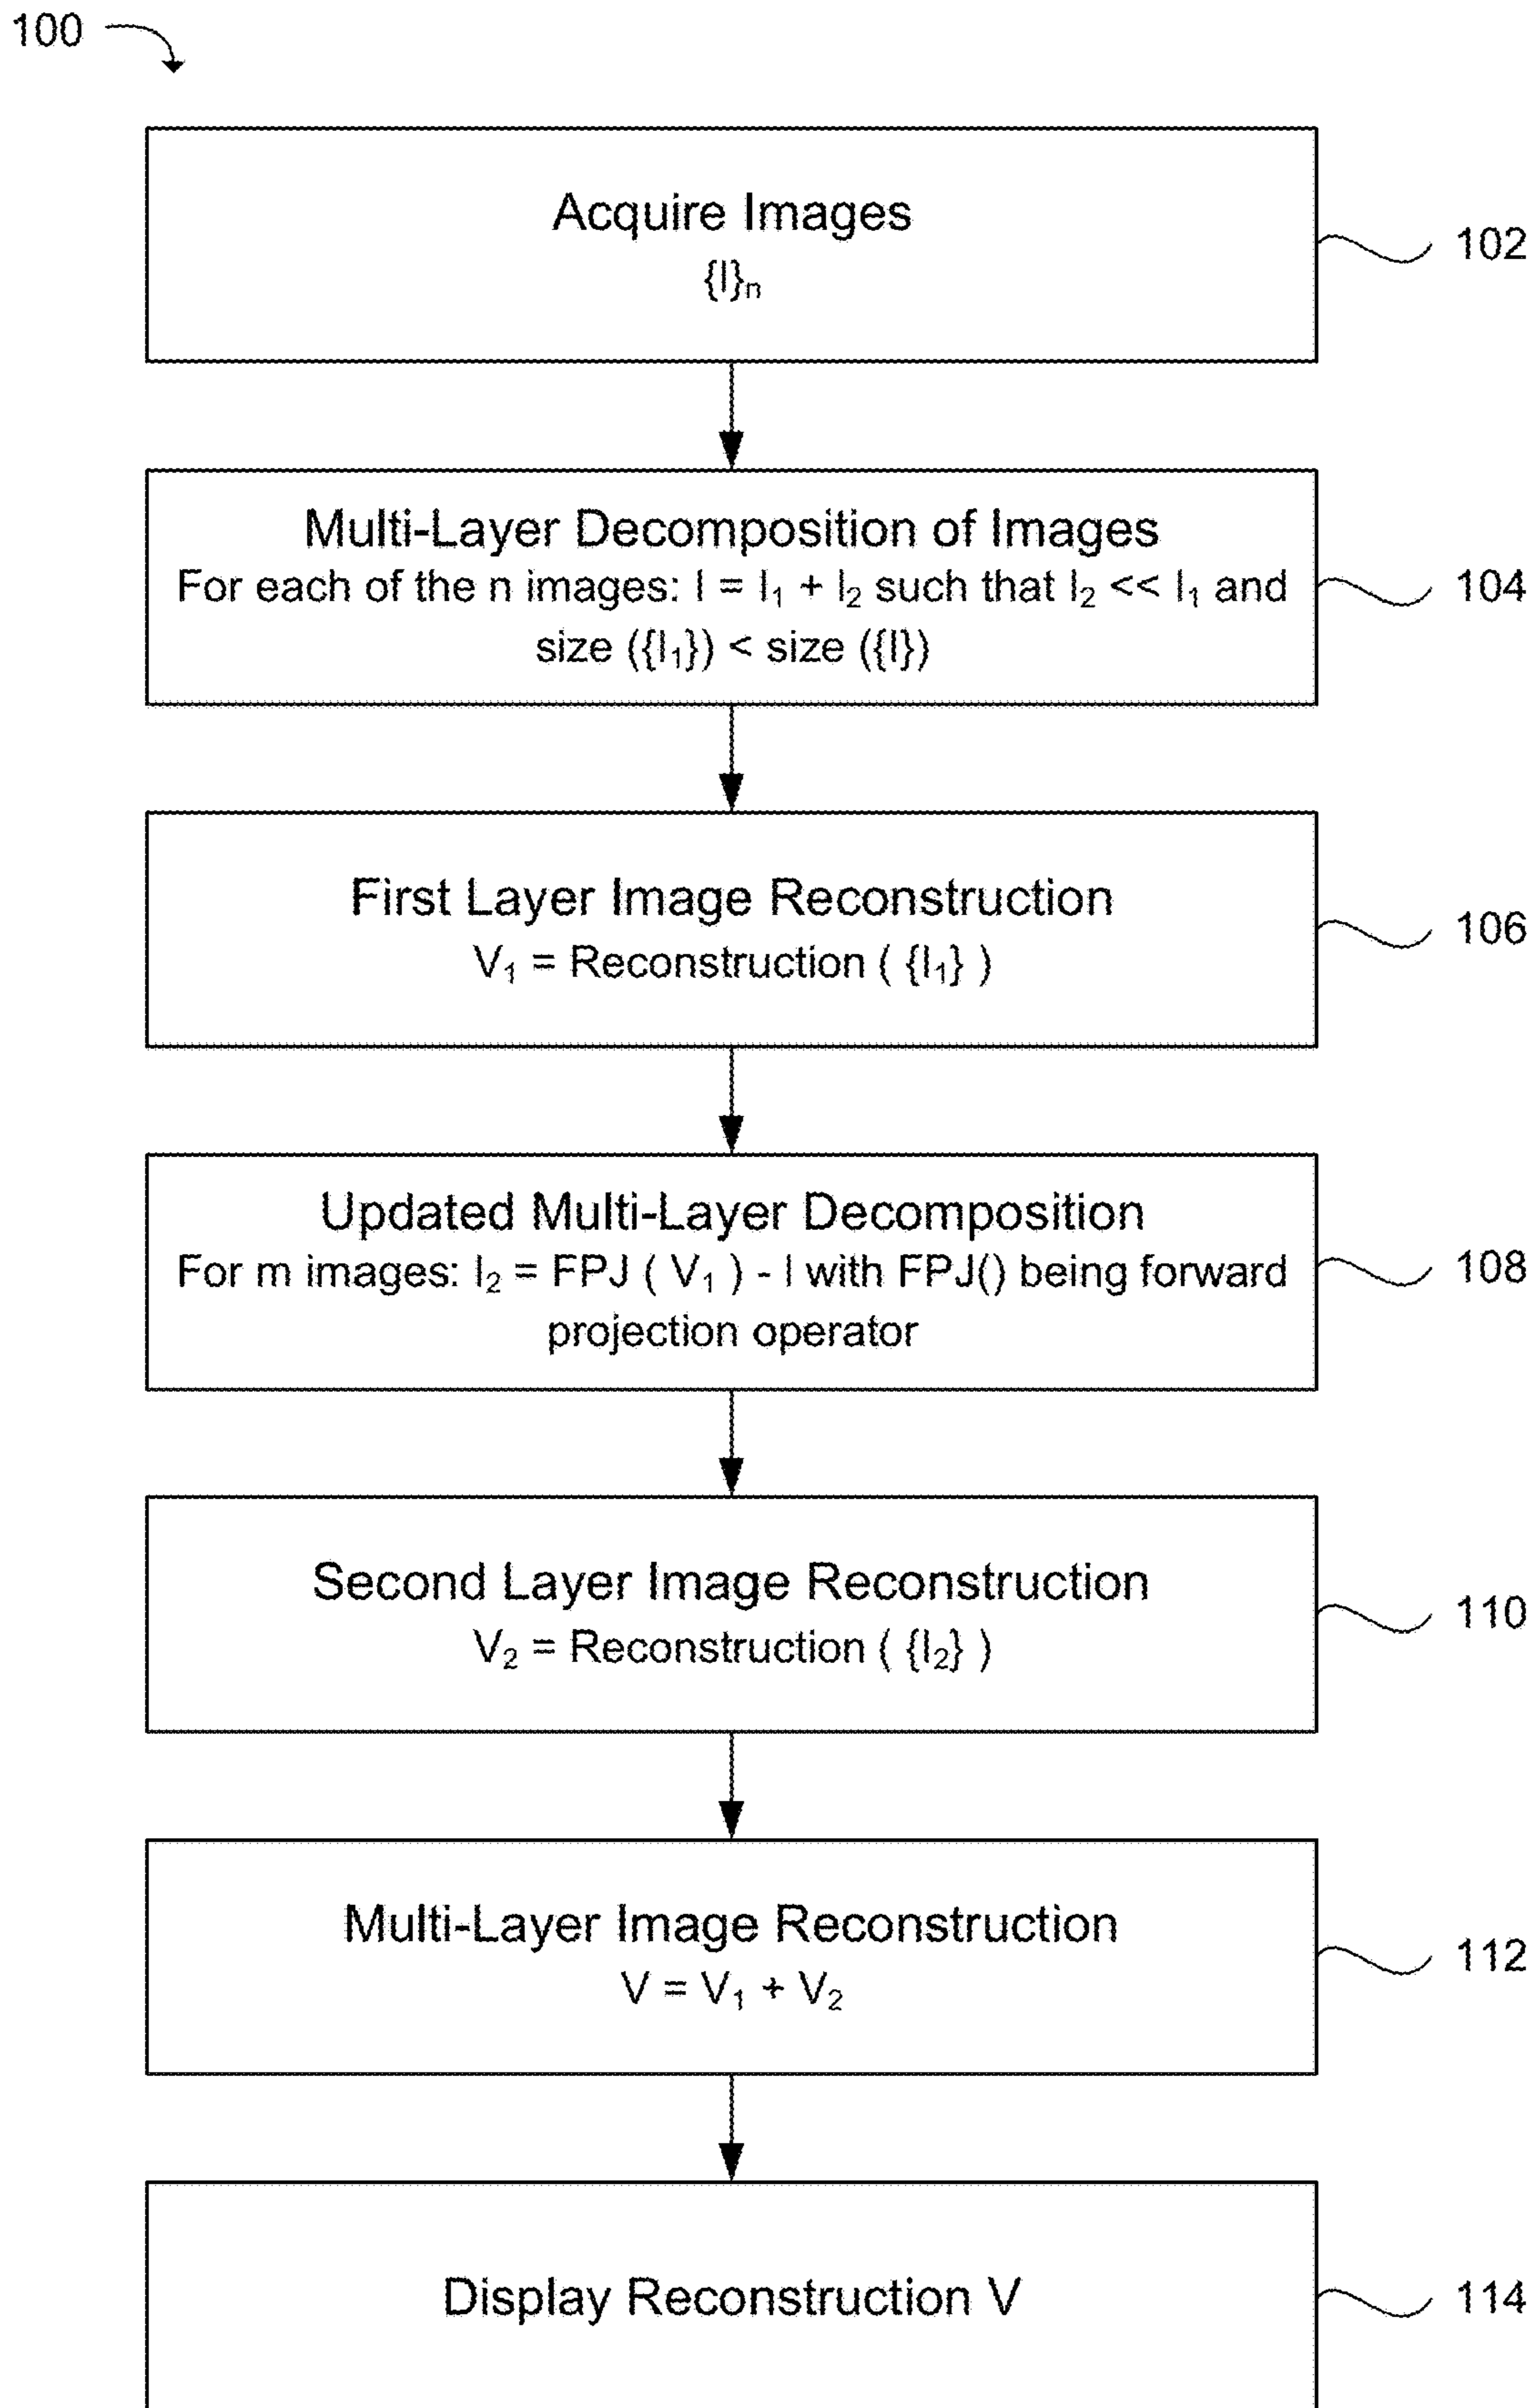 100
Acquire Images
{I}n
102
Multi-Layer Decomposition of Images
For each of the n images: I = I1 + I2 such that I2 << I1 and
size ({I1}) < size ({I})
104
First Layer Image Reconstruction
V1 = Reconstruction ( {I1} )
106
Updated Multi-Layer Decomposition
For m images: I2 = FPJ ( V1 ) - I with FPJ() being forward
projection operator
108
Second Layer Image Reconstruction
V2 = Reconstruction ( {I2} )
110
Multi-Layer Image Reconstruction
V = V1 + V2
112
Display Reconstruction V
114